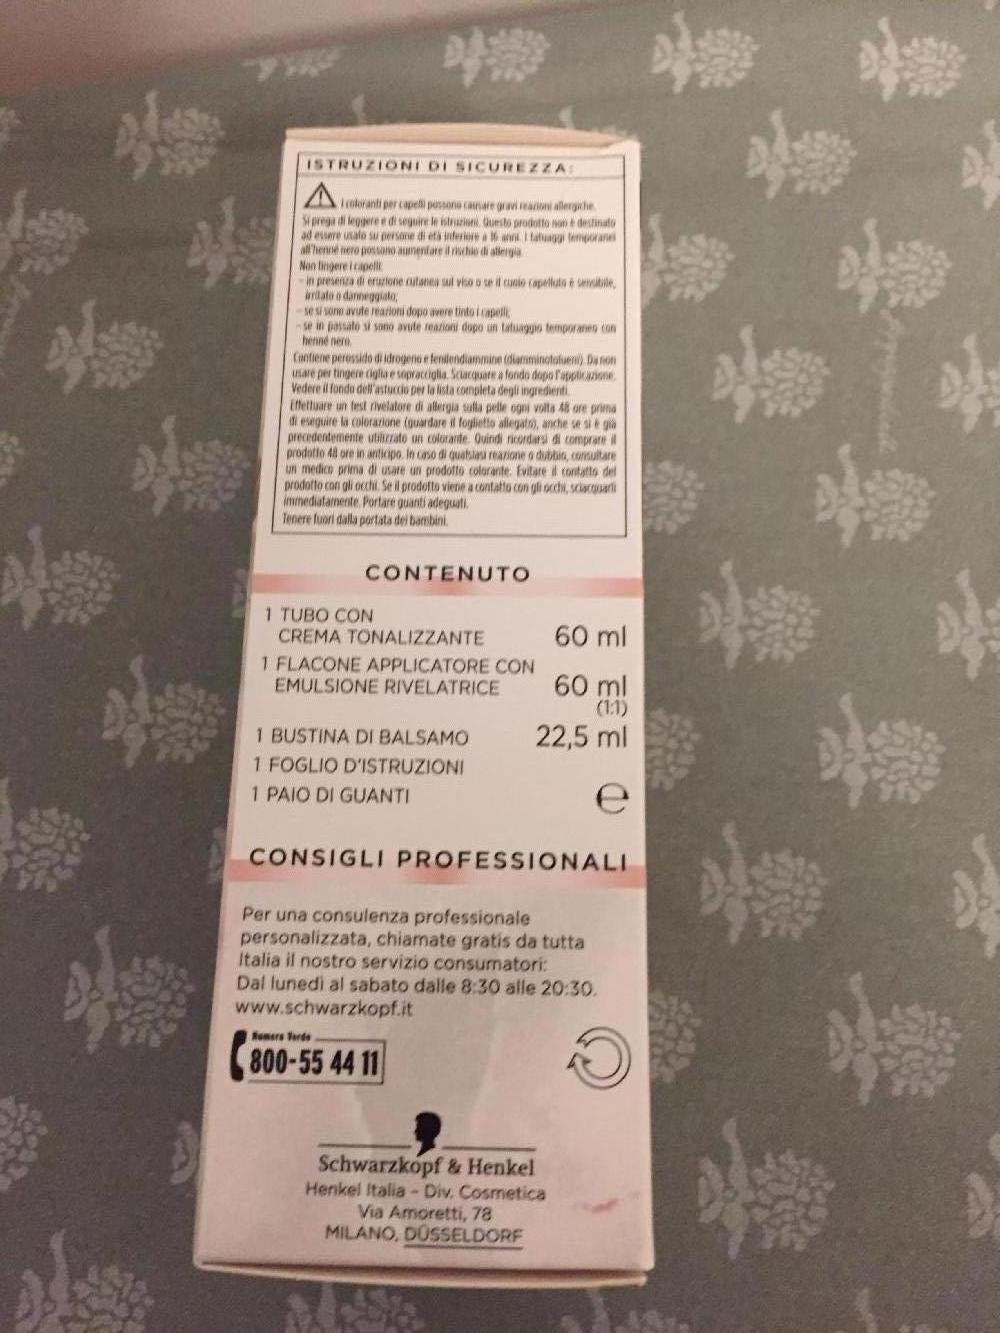 ISTRUZIONI DI SICUREZZA:
I coloranti per capelli possono causare gravi reazioni allergiche.
Si prega di leggere e di seguire le istruzioni. Questo prodotto non è destinato
ad essere usato su persone di età inferiore a 16 anni. I tatuaggi temporanei
all'henné nero possono aumentare il rischio di allergia.
Non tingere i capelli:
- in presenza di eruzione cutanea sul viso o se il cuoio capelluto è sensibile,
irritato o danneggiato;
- se si sono avute reazioni dopo avere tinto i capelli;
- se in passato si sono avute reazioni dopo un tatuaggio temporaneo con
henné nero.
Contiene perossido di idrogeno e fenilendiammine (diamminotolueni). Da non
usare per tingere ciglia e sopracciglia. Sciacquare a fondo dopo l'applicazione.
Vedere il fondo dell'astuccio per la lista completa degli ingredienti.
Effettuare un test rivelatore di allergia sulla pelle ogni volta 48 ore prima
di eseguire la colorazione (guardare il foglietto allegato), anche se si è già
precedentemente utilizzato un colorante. Quindi ricordarsi di comprare il
prodotto 48 ore in anticipo. In caso di qualsiasi reazione o dubbio, consultare
un medico prima di usare un prodotto colorante. Evitare il contatto del
prodotto con gli occhi. Se il prodotto viene a contatto con gli occhi, sciacquarli
immediatamente. Portare guanti adeguati.
Tenere fuori dalla portata dei bambini.
CONTENUTO
1 TUBO CON
CREMA TONALIZZANTE 60 ml
1 FLACONE APPLICATORE CON
EMULSIONE RIVELATRICE 60 ml
(1:1)
1 BUSTINA DI BALSAMO 22,5 ml
1 FOGLIO D'ISTRUZIONI
1 PAIO DI GUANTI ℮
CONSIGLI PROFESSIONALI
Per una consulenza professionale
personalizzata, chiamate gratis da tutta
Italia il nostro servizio consumatori:
Dal lunedì al sabato dalle 8:30 alle 20:30.
www.schwarzkopf.it
Numero Verde
800-55 44 11
Schwarzkopf & Henkel
Henkel Italia - Div. Cosmetica
Via Amoretti, 78
MILANO, DÜSSELDORF